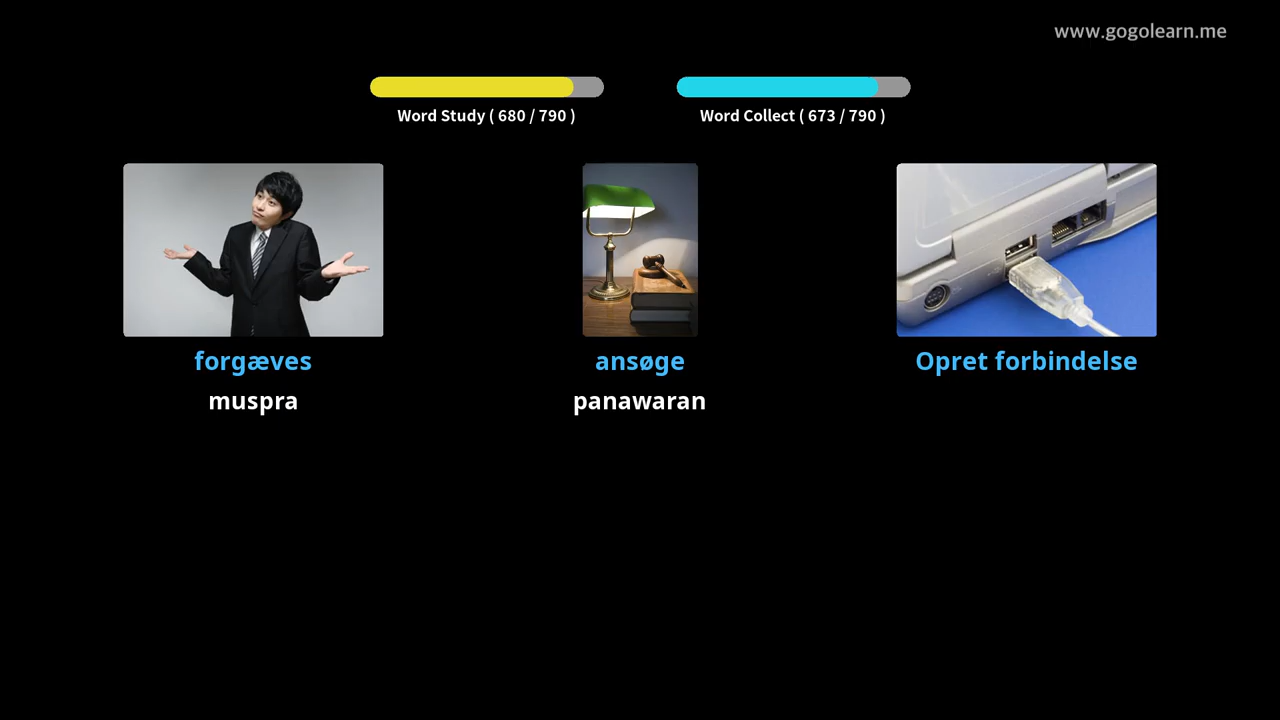 www.gogolearn.me
Word Study ( 680 / 790 )
Word Collect ( 673 / 790 )
forgæves
ansøge
Opret forbindelse
muspra
panawaran